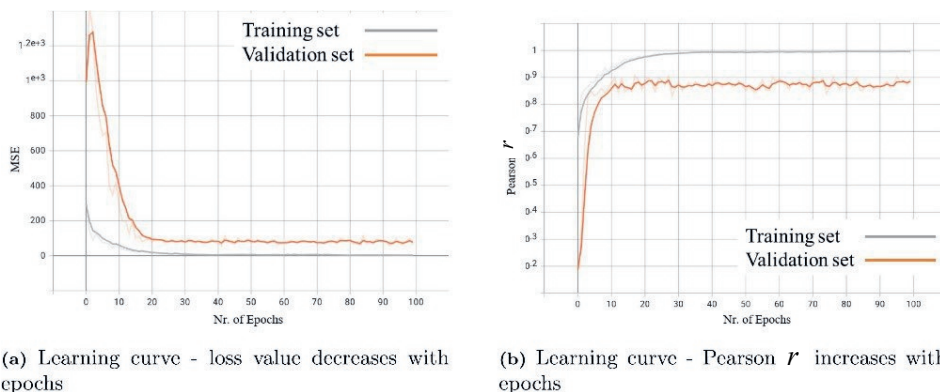 1.2e+3
1e+3
800
600
400
200
0
MSE
Training set
Validation set
0 10 20 30 40 50 60 70 80 90 100
Nr. of Epochs
(a) Learning curve - loss value decreases with
epochs
1
0.9
0.8
0.7
0.6
0.5
0.4
0.3
0.2
Pearson r
Training set
Validation set
0 10 20 30 40 50 60 70 80 90 100
Nr. of Epochs
(b) Learning curve - Pearson r increases with
epochs